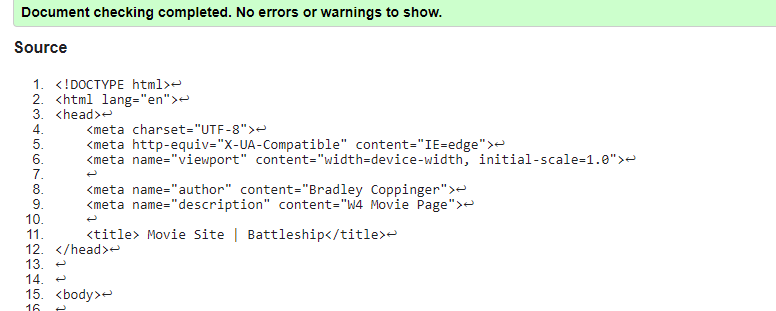 Document checking completed. No errors or warnings to show.
Source
1. <!DOCTYPE html>↩
2. <html lang="en">↩
3. <head>↩
4.     <meta charset="UTF-8">↩
5.     <meta http-equiv="X-UA-Compatible" content="IE=edge">↩
6.     <meta name="viewport" content="width=device-width, initial-scale=1.0">↩
7.     ↩
8.     <meta name="author" content="Bradley Coppinger">↩
9.     <meta name="description" content="W4 Movie Page">↩
10.     ↩
11.     <title> Movie Site | Battleship</title>↩
12. </head>↩
13. ↩
14. ↩
15. <body>↩
16. ↩